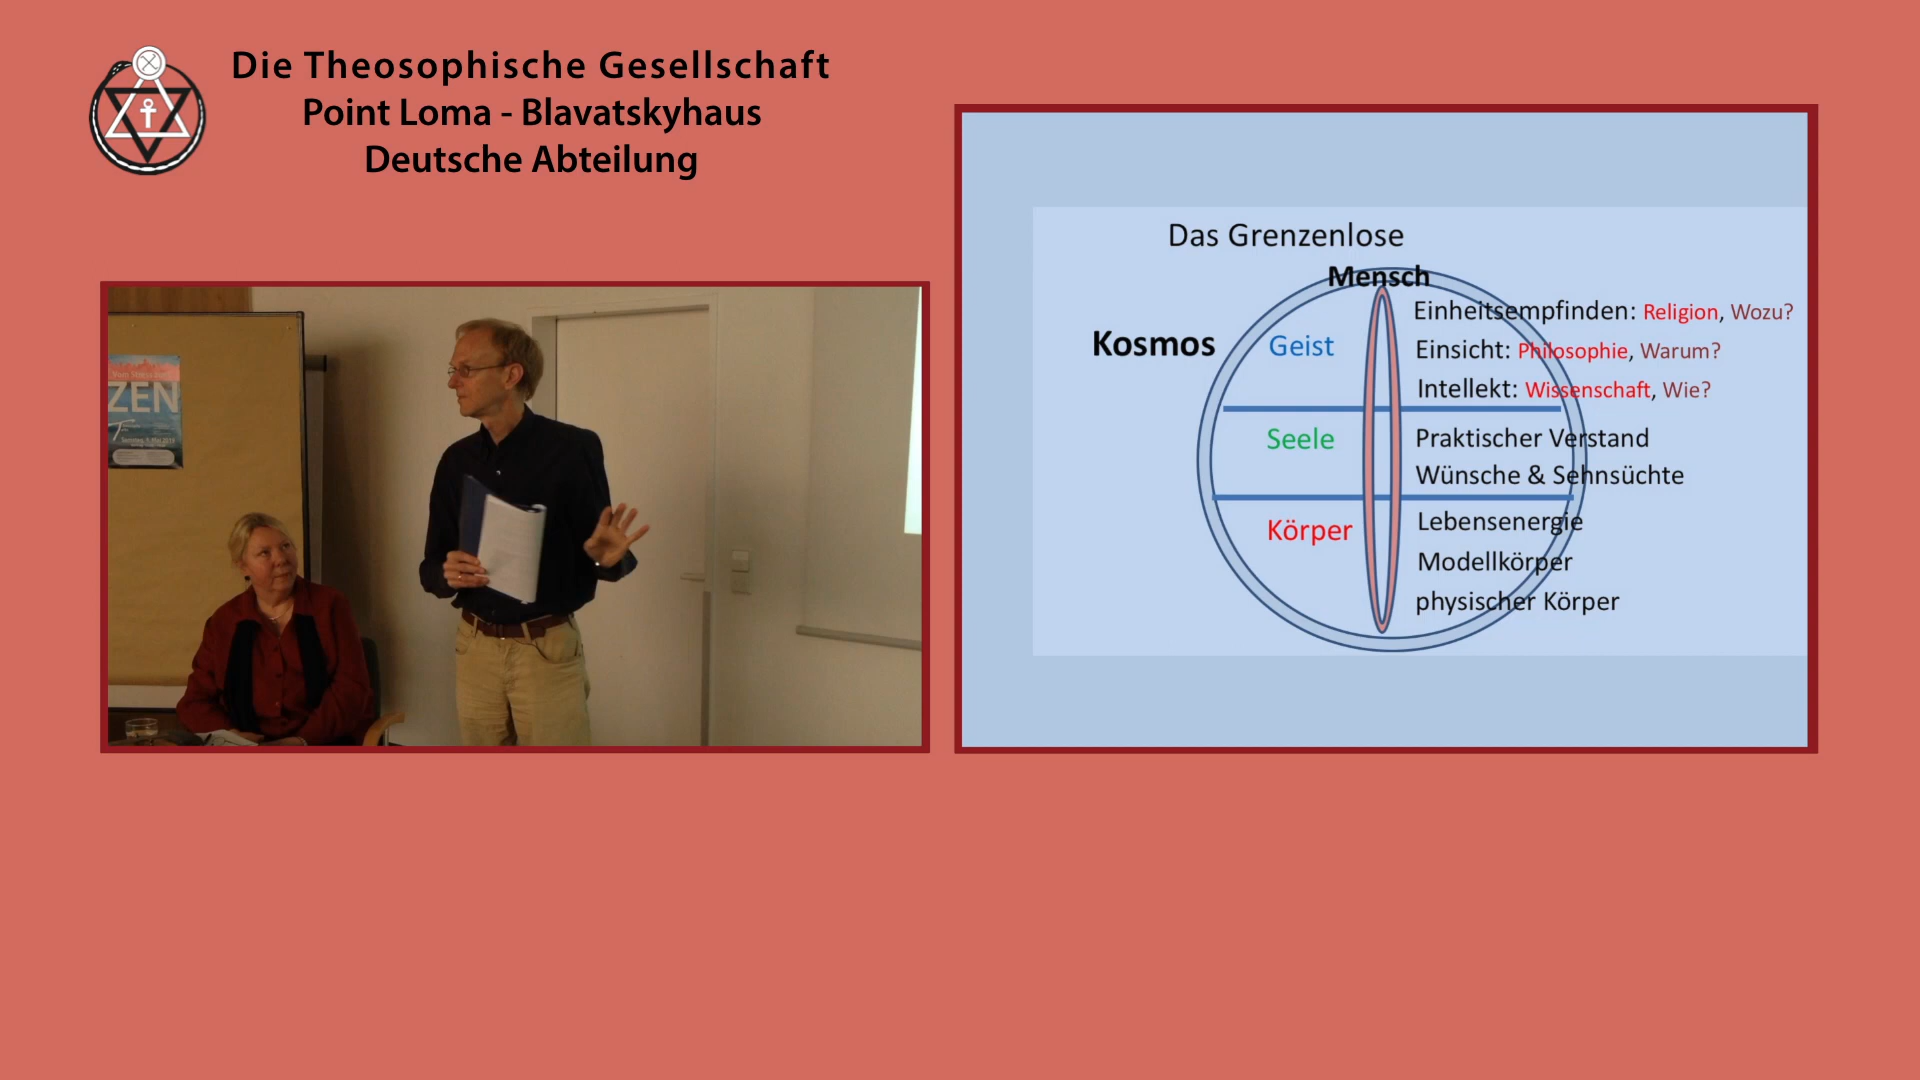 Die Theosophische Gesellschaft
Point Loma - Blavatskyhaus
Deutsche Abteilung
ZEN
Das Grenzenlose
Mensch
Kosmos
Geist
Einheitsempfinden: Religion, Wozu?
Einsicht: Philosophie, Warum?
Intellekt: Wissenschaft, Wie?
Seele
Praktischer Verstand
Wünsche & Sehnsüchte
Körper
Lebensenergie
Modellkörper
physischer Körper